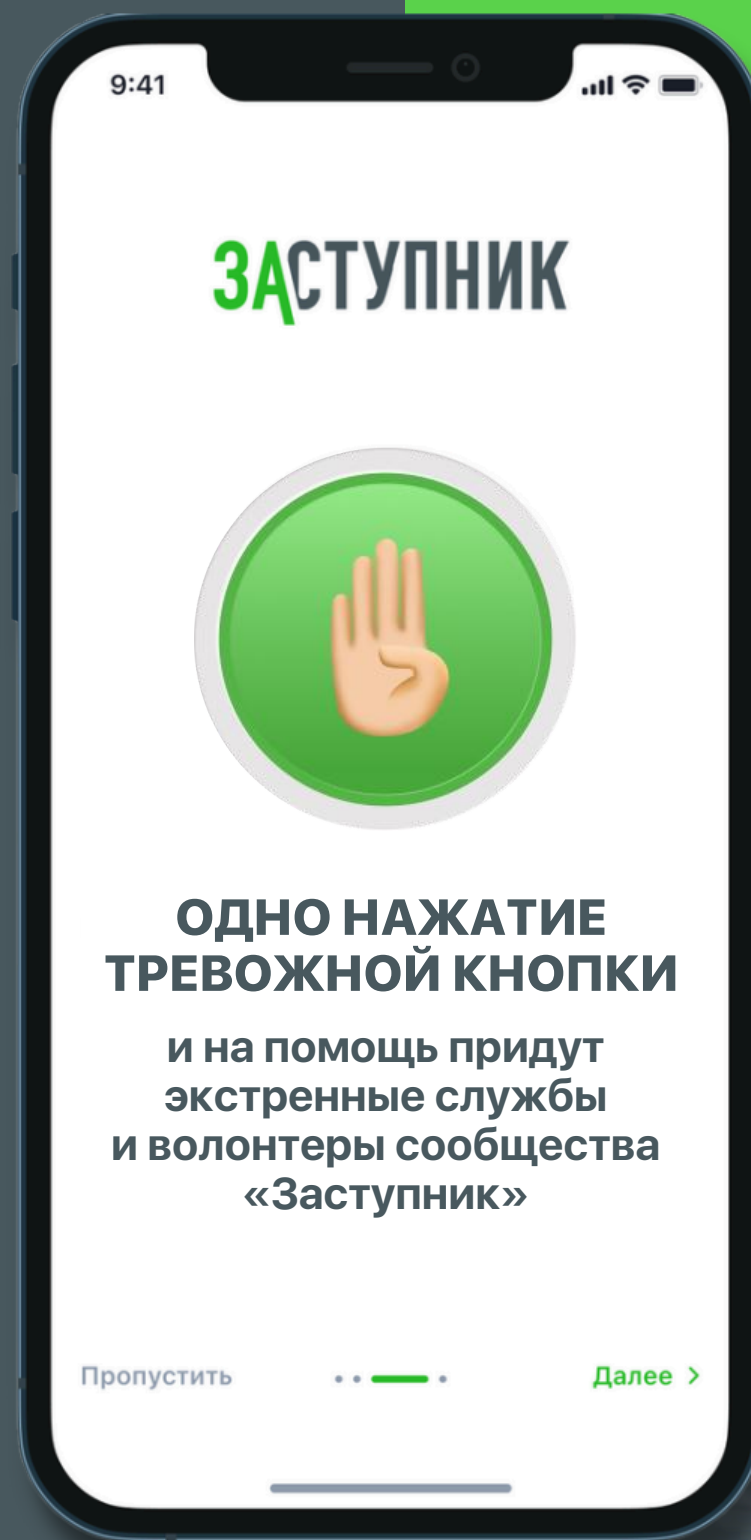 9:41
ЗАСТУПНИК
ОДНО НАЖАТИЕ
ТРЕВОЖНОЙ КНОПКИ
и на помощь придут
экстренные службы
и волонтеры сообщества
«Заступник»
Пропустить
Далее >